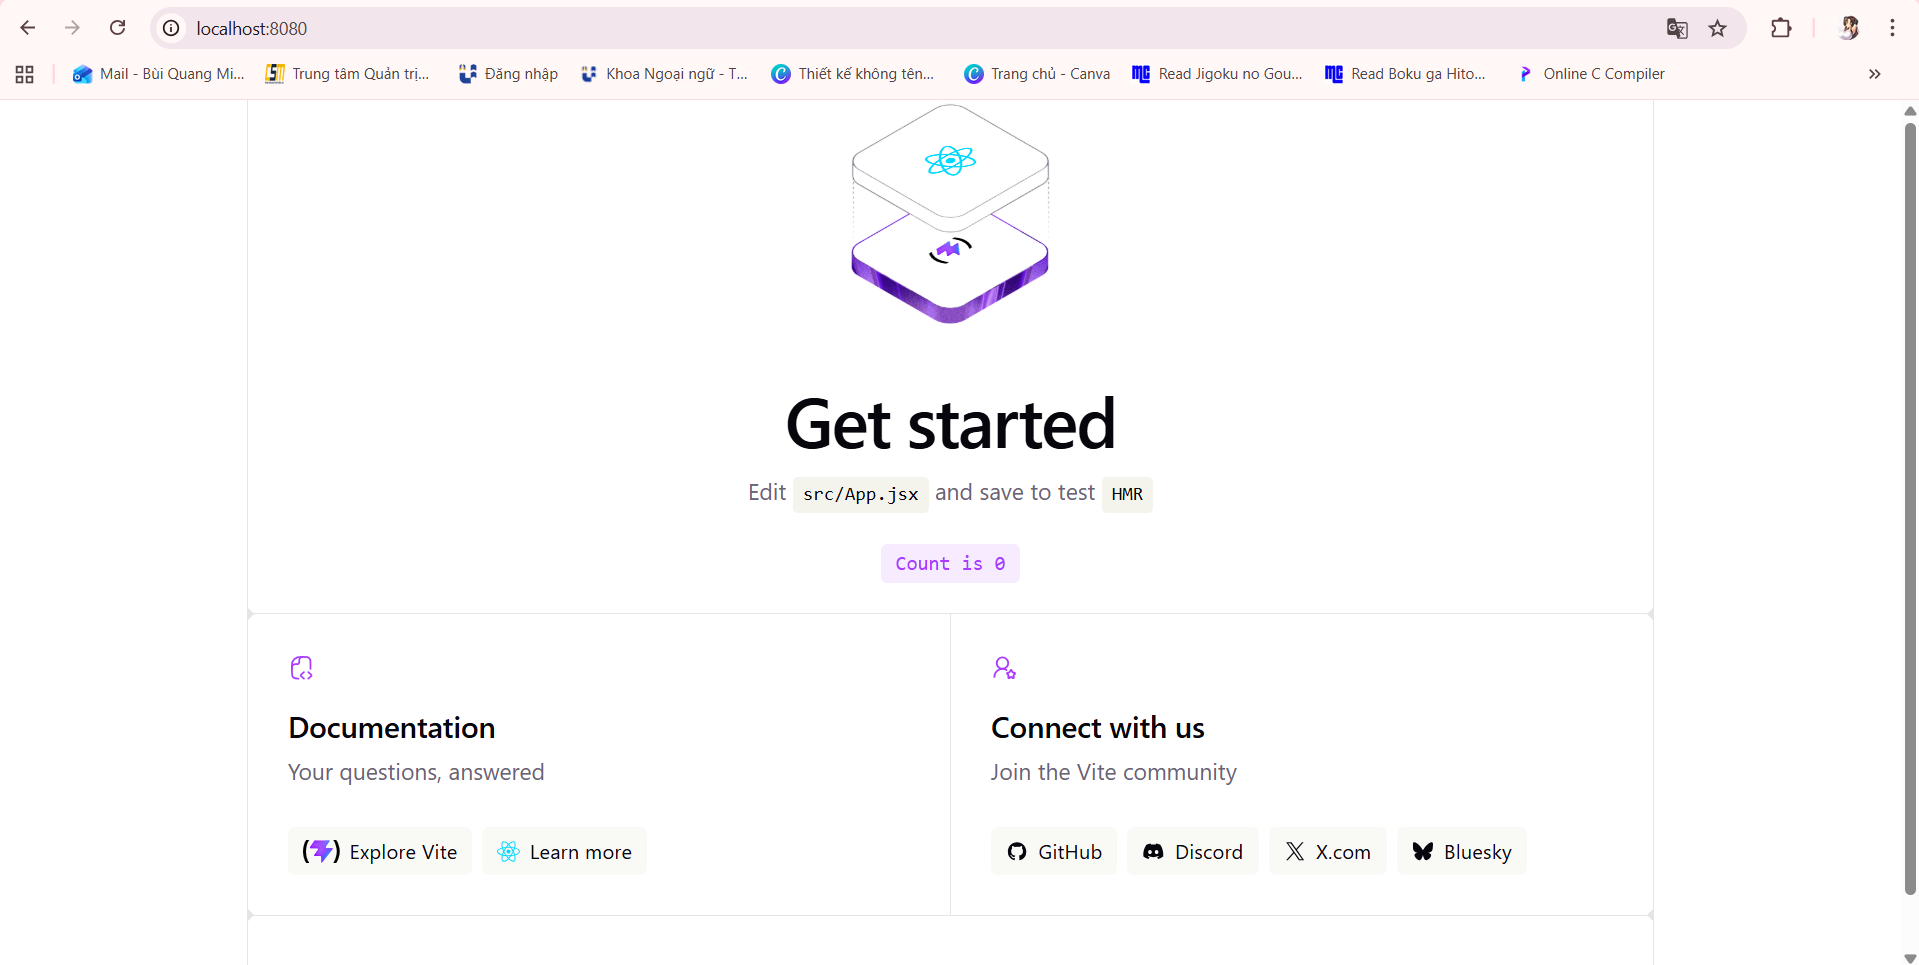 localhost:8080
Mail - Bùi Quang Mi...
Trung tâm Quản trị...
Đăng nhập
Khoa Ngoại ngữ - T...
Thiết kế không tên...
Trang chủ - Canva
Read Jigoku no Gou...
Read Boku ga Hito...
Online C Compiler
Get started
Edit src/App.jsx and save to test HMR
Count is 0
Documentation
Your questions, answered
Explore Vite
Learn more
Connect with us
Join the Vite community
GitHub
Discord
X.com
Bluesky